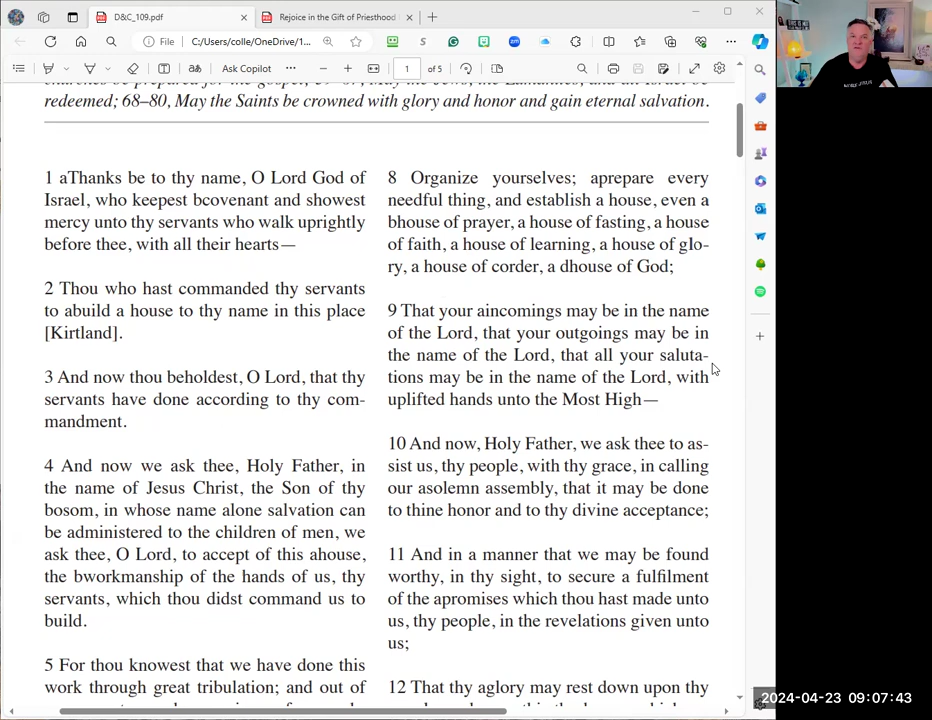 D&C_109.pdf
Rejoice in the Gift of Priesthood
File
C:/Users/colle/OneDrive/1...
Ask Copilot
1 of 5
redeemed; 68–80, May the Saints be crowned with glory and honor and gain eternal salvation.
1 aThanks be to thy name, O Lord God of
Israel, who keepest bcovenant and showest
mercy unto thy servants who walk uprightly
before thee, with all their hearts—
2 Thou who hast commanded thy servants
to abuild a house to thy name in this place
[Kirtland].
3 And now thou beholdest, O Lord, that thy
servants have done according to thy com-
mandment.
4 And now we ask thee, Holy Father, in
the name of Jesus Christ, the Son of thy
bosom, in whose name alone salvation can
be administered to the children of men, we
ask thee, O Lord, to accept of this ahouse,
the bworkmanship of the hands of us, thy
servants, which thou didst command us to
build.
5 For thou knowest that we have done this
work through great tribulation; and out of
8 Organize yourselves; aprepare every
needful thing, and establish a house, even a
bhouse of prayer, a house of fasting, a house
of faith, a house of learning, a house of glo-
ry, a house of corder, a dhouse of God;
9 That your aincomings may be in the name
of the Lord, that your outgoings may be in
the name of the Lord, that all your saluta-
tions may be in the name of the Lord, with
uplifted hands unto the Most High—
10 And now, Holy Father, we ask thee to as-
sist us, thy people, with thy grace, in calling
our asolemn assembly, that it may be done
to thine honor and to thy divine acceptance;
11 And in a manner that we may be found
worthy, in thy sight, to secure a fulfilment
of the apromises which thou hast made unto
us, thy people, in the revelations given unto
us;
12 That thy aglory may rest down upon thy
2024-04-23 09:07:43